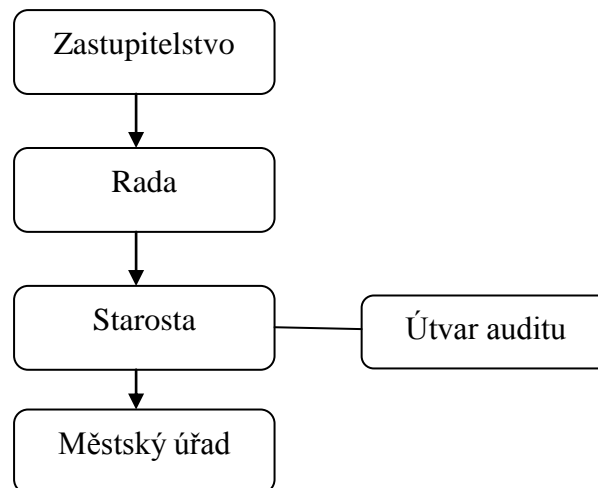 Zastupitelstvo
Rada
Starosta
Útvar auditu
Městský úřad